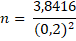 n = 3,8416 / (0,2)²